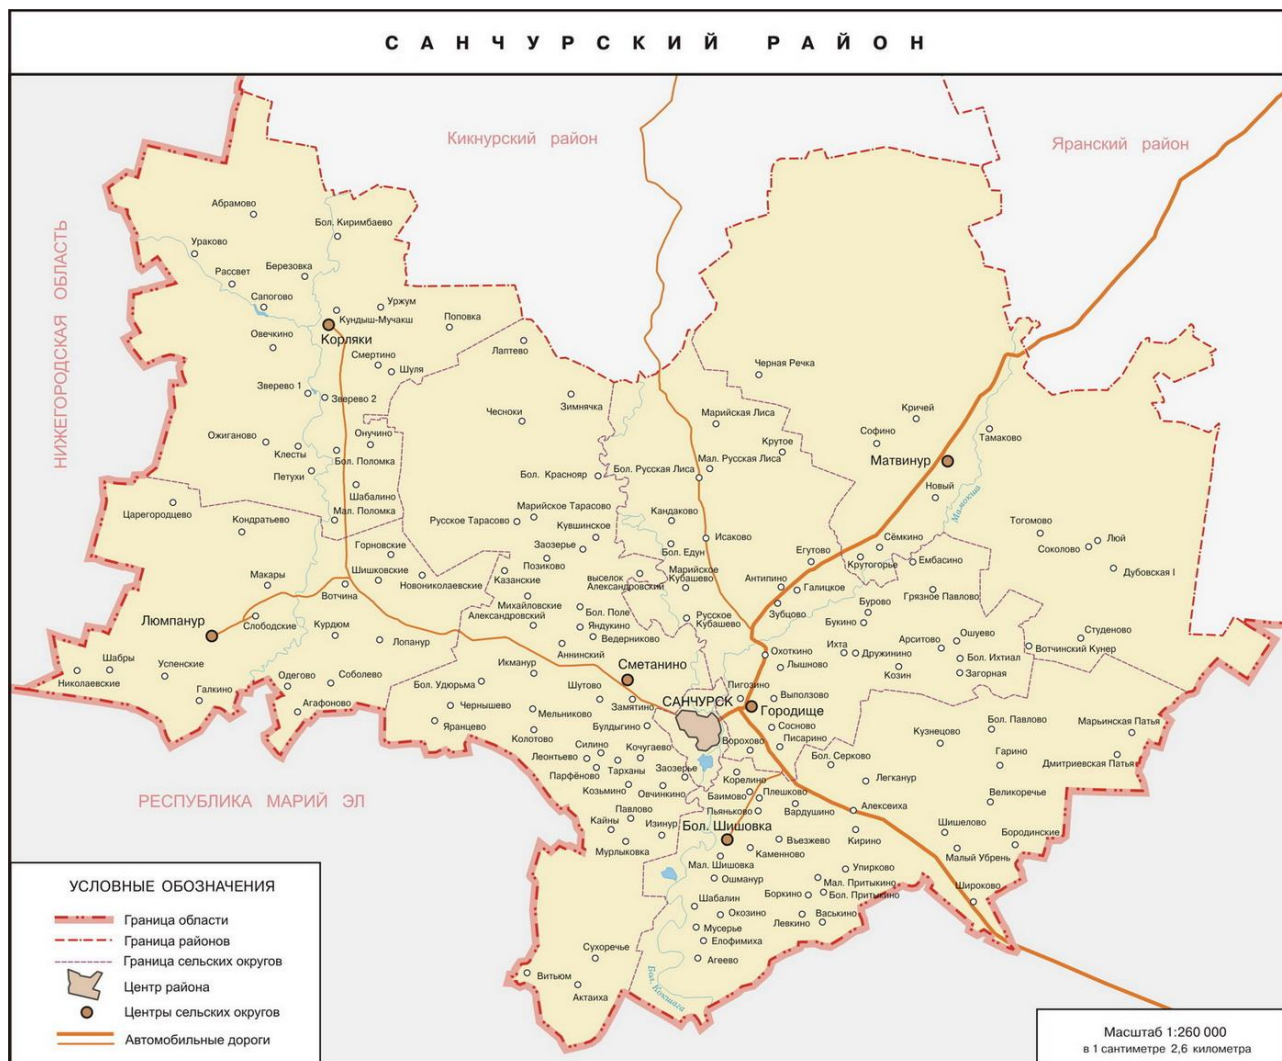 САНЧУРСКИЙ РАЙОН
Кикнурский район
Яранский район
НИЖЕГОРОДСКАЯ ОБЛАСТЬ
РЕСПУБЛИКА МАРИЙ ЭЛ
Абрамово
Бол. Киримбаево
Ураково
Березовка
Рассвет
Сапогово
Уржум
Кундыш-Мучакш
Поповка
Корляки
Овечкино
Смертино
Шуля
Лаптево
Черная Речка
Зверево 1
Зверево 2
Зимнячка
Чесноки
Марийская Лиса
Кричей
Софино
Тамаково
Ожиганово
Онучино
Крутое
Клесты
Бол. Поломка
Мал. Русская Лиса
Матвинур
Петухи
Бол. Краснояр
Бол. Русская Лиса
Шабалино
Новый
Мамокша
Царегородцево
Мал. Поломка
Марийское Тарасово
Кондратьево
Русское Тарасово
Кувшинское
Кандаково
Тогомово
Исаково
Люй
Соколово
Горновские
Заозерье
Бол. Едун
Егутово
Сёмкино
Крутогорье
Ембасино
Позиково
Марийское
Кубашево
Дубовская I
Макары
Шишковские
Новониколаевские
Казанские
выселок
Александровский
Антипино
Галицкое
Грязное Павлово
Вотчина
Михайловские
Александровский
Бол. Поле
Русское
Кубашево
Зубцово
Бурово
Люмпанур
Слободские
Курдюм
Яндукино
Букино
Лопанур
Ведерниково
Аннинский
Охоткино
Ихта
Дружинино
Арситово
Ошуево
Студеново
Вотчинский Кунер
Шабры
Успенские
Икманур
Сметанино
Лышново
Козин
Бол. Ихтиал
Николаевские
Одегово
Соболево
Бол. Удюрьма
Шутово
Загорная
Галкино
Пигозино
Выползово
Агафоново
Чернышево
Замятино
САНЧУРСК
Городище
Мельниково
Яранцево
Булдыгино
Сосново
Бол. Павлово
Марьинская Патья
Колотово
Писарино
Кузнецово
Силино
Кочугаево
Ворохово
Леонтьево
Бол. Серково
Гарино
Дмитриевская Патья
Тарханы
Заозерье
Парфёново
Корелино
Легканур
Козьмино
Овчинкино
Баимово
Плешково
Великоречье
Павлово
Пьяньково
Вардушино
Алексеиха
Кайны
Изинур
Бол. Шишовка
Шишелово
Бородинские
Въезжево
Кирино
Мурлыковка
Каменново
Малый Убрень
Мал. Шишовка
Ошманур
Упирково
Мал. Притыкино
Широково
Боркино
Бол. Притыкино
Шабалин
Окозино
Васькино
Левкино
Мусерье
Елофимиха
Сухоречье
Агеево
Витьюм
Актаиха
Бол. Кокшага
УСЛОВНЫЕ ОБОЗНАЧЕНИЯ
Граница области
Граница районов
Граница сельских округов
Центр района
Центры сельских округов
Автомобильные дороги
Масштаб 1:260 000
в 1 сантиметре 2,6 километра